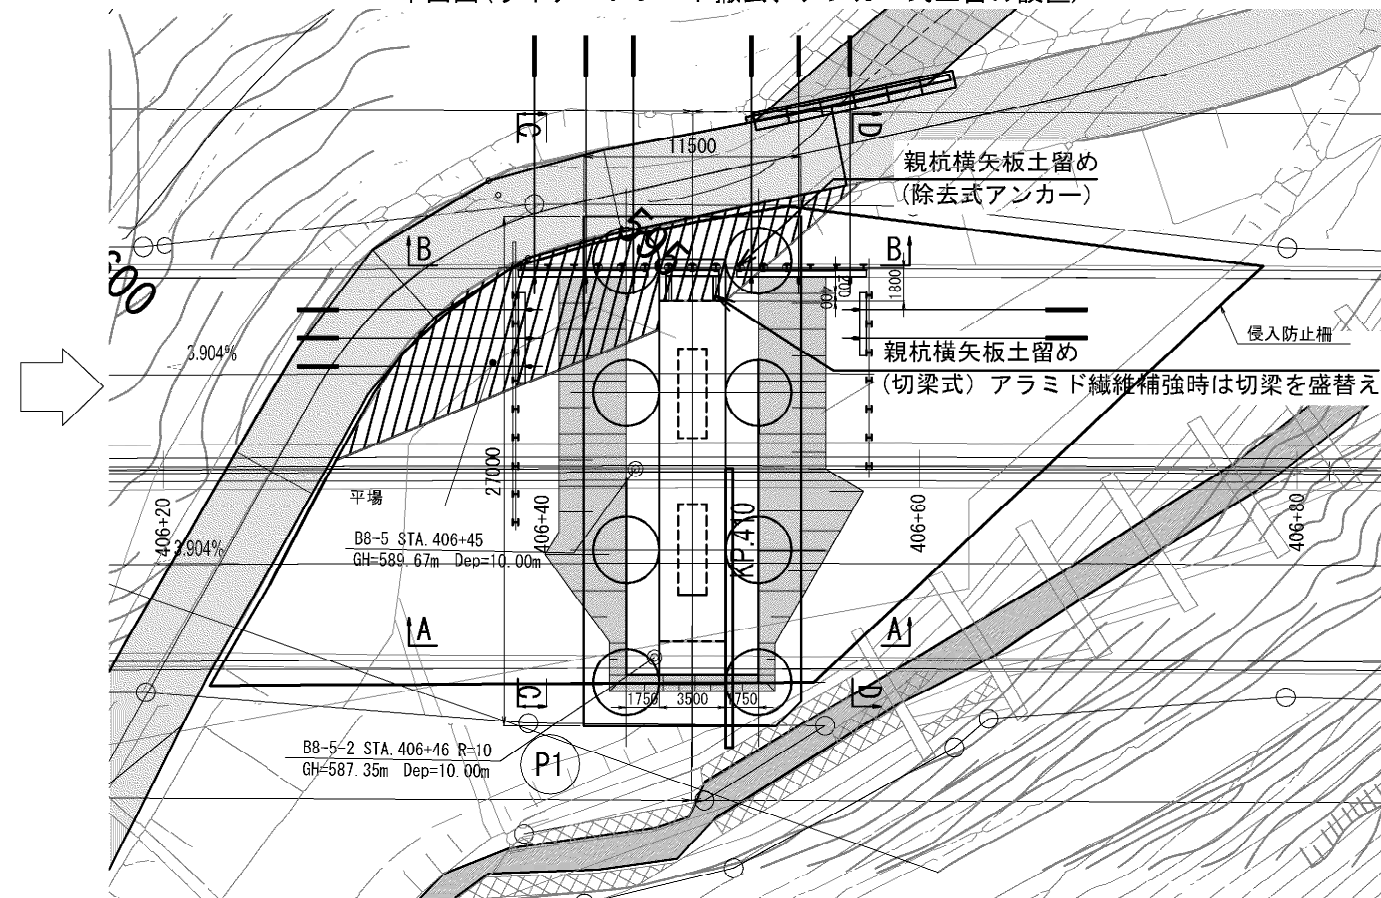 C
D
11500
親杭横矢板土留め
(除去式アンカー)
595
B
B
600
400
700
1800
3.904%
侵入防止柵
親杭横矢板土留め
(切梁式) アラミド繊維補強時は切梁を盛替え
27000
平場
406+20
406+40
406+60
406+80
KP.410
B8-5 STA.406+45
GH=589.67m Dep=10.00m
3.904%
A
A
C
D
1750
3500
1750
B8-5-2 STA.406+46 R=10
GH=587.35m Dep=10.00m
P1